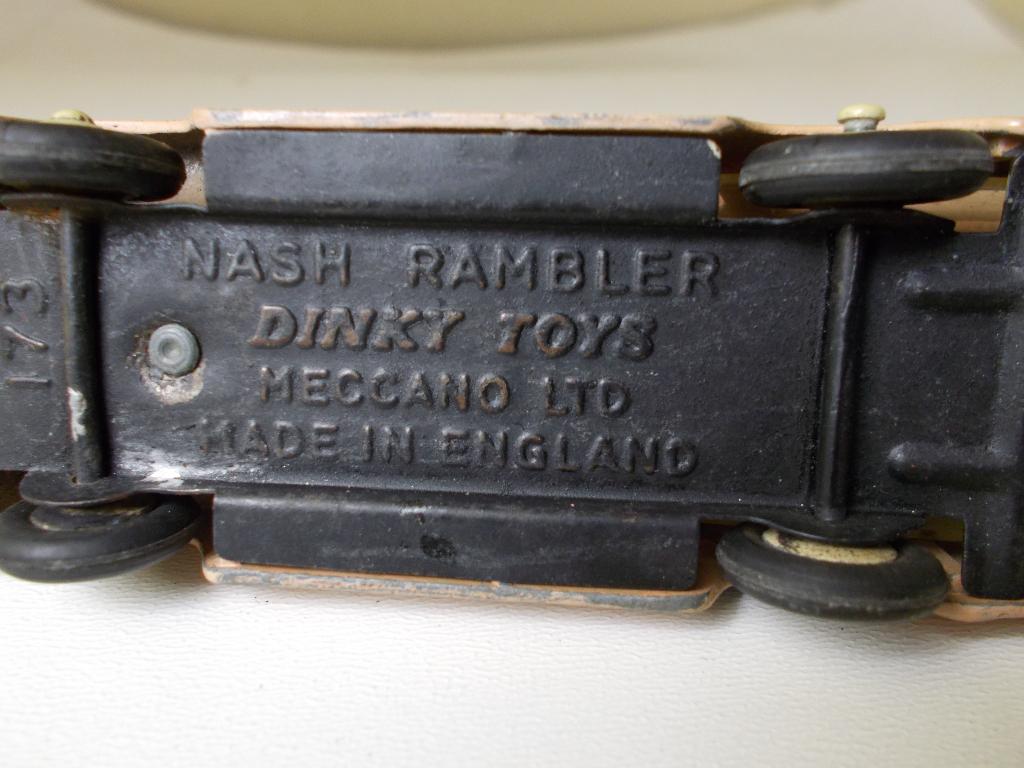 NASH RAMBLER
DINKY TOYS
MECCANO LTD
MADE IN ENGLAND
173